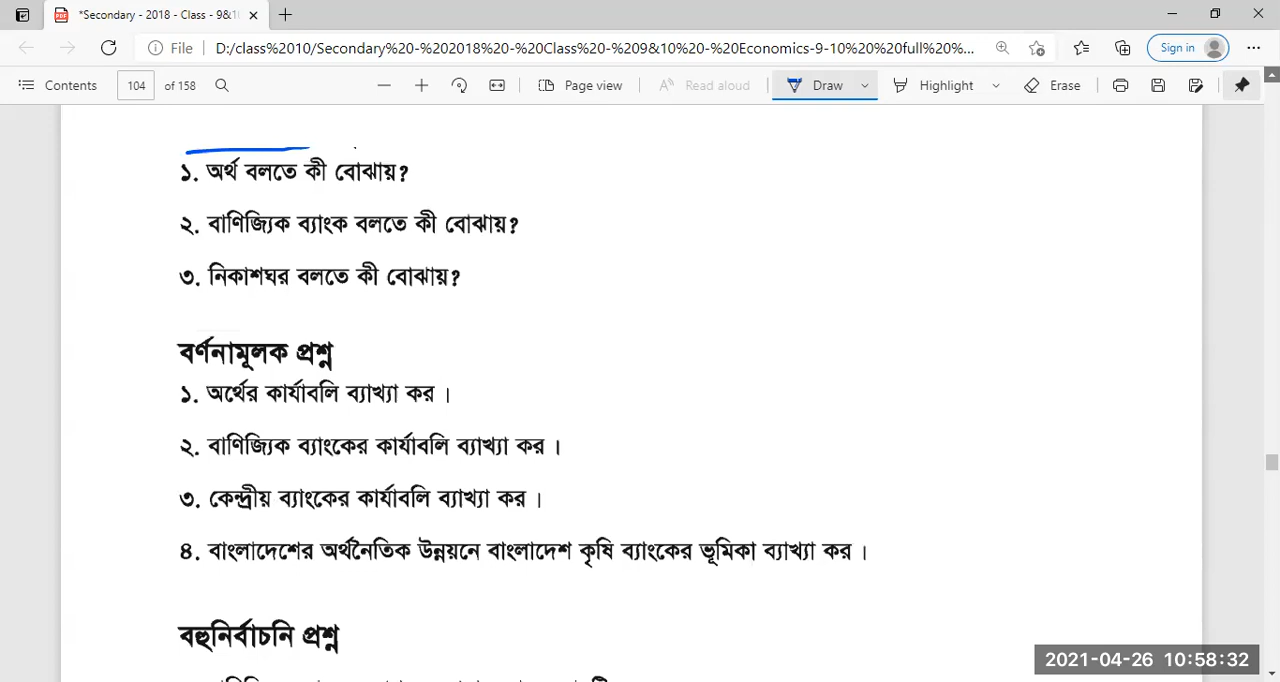 *Secondary - 2018 - Class - 9&1
File D:/class%2010/Secondary%20-%202018%20-%20Class%20-%209&10%20-%20Economics-9-10%20%20full%20%... Sign in
Contents 104 of 158 Page view Read aloud Draw Highlight Erase
১. অর্থ বলতে কী বোঝায়?
২. বাণিজ্যিক ব্যাংক বলতে কী বোঝায়?
৩. নিকাশঘর বলতে কী বোঝায়?
বর্ণনামূলক প্রশ্ন
১. অর্থের কার্যাবলি ব্যাখ্যা কর ।
২. বাণিজ্যিক ব্যাংকের কার্যাবলি ব্যাখ্যা কর ।
৩. কেন্দ্রীয় ব্যাংকের কার্যাবলি ব্যাখ্যা কর ।
৪. বাংলাদেশের অর্থনৈতিক উন্নয়নে বাংলাদেশ কৃষি ব্যাংকের ভূমিকা ব্যাখ্যা কর ।
বহুনির্বাচনি প্রশ্ন
2021-04-26 10:58:32